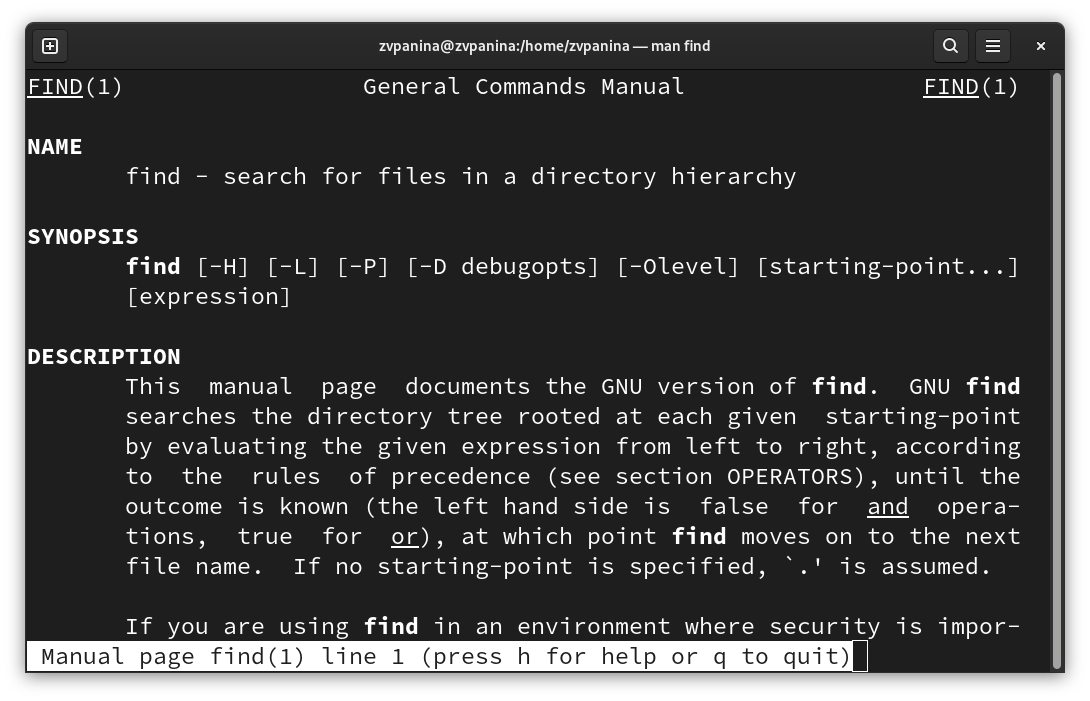 zvpanina@zvpanina:/home/zvpanina — man find
FIND(1) General Commands Manual FIND(1)
NAME
find - search for files in a directory hierarchy
SYNOPSIS
find [-H] [-L] [-P] [-D debugopts] [-Olevel] [starting-point...]
[expression]
DESCRIPTION
This manual page documents the GNU version of find. GNU find
searches the directory tree rooted at each given starting-point
by evaluating the given expression from left to right, according
to the rules of precedence (see section OPERATORS), until the
outcome is known (the left hand side is false for and opera-
tions, true for or), at which point find moves on to the next
file name. If no starting-point is specified, `.' is assumed.
If you are using find in an environment where security is impor-
Manual page find(1) line 1 (press h for help or q to quit)